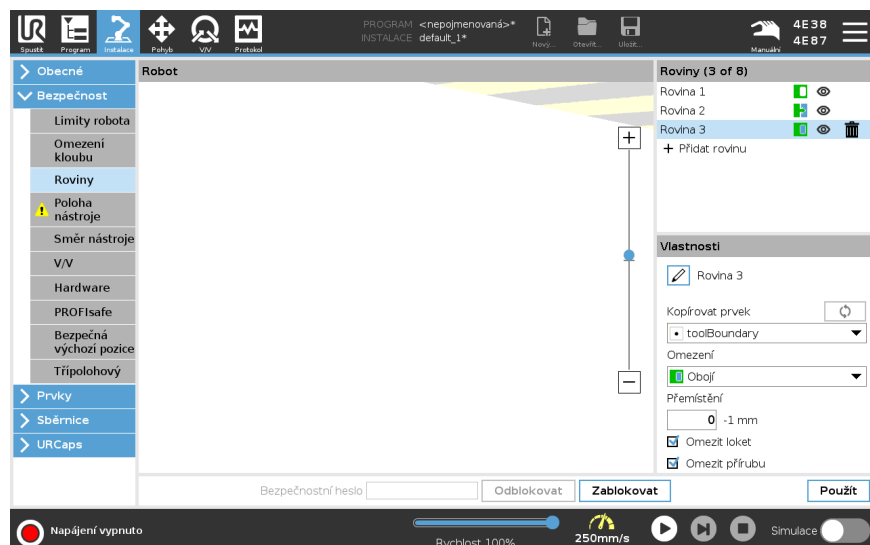 Spustit
Program
Instalace
Pohyb
V/V
Protokol
PROGRAM <nepojmenovaná>*
INSTALACE default_1*
Nový...
Otevřít...
Uložit...
Manuální
4E38
4E87
Obecné
Bezpečnost
Limity robota
Omezení
kloubu
Roviny
Poloha
nástroje
Směr nástroje
V/V
Hardware
PROFIsafe
Bezpečná
výchozí pozice
Třípolohový
Prvky
Sběrnice
URCaps
Robot
Roviny (3 of 8)
Rovina 1
Rovina 2
Rovina 3
Přidat rovinu
Vlastnosti
Rovina 3
Kopírovat prvek
toolBoundary
Omezení
Obojí
Přemístění
0 -1 mm
Omezit loket
Omezit přírubu
Bezpečnostní heslo
Odblokovat
Zablokovat
Použít
Napájení vypnuto
Rychlost 100%
250mm/s
Simulace